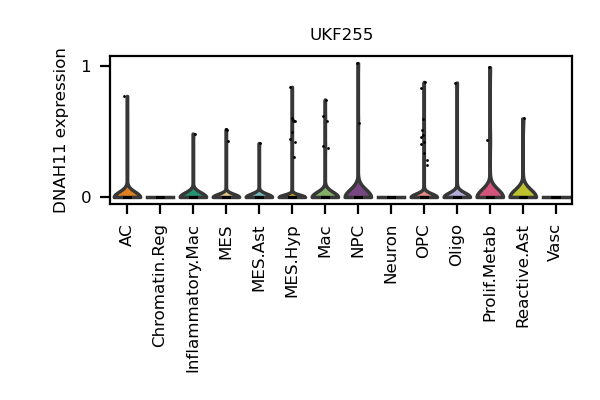 UKF255
DNAH11 expression
1
0
AC
Chromatin.Reg
Inflammatory.Mac
MES
MES.Ast
MES.Hyp
Mac
NPC
Neuron
OPC
Oligo
Prolif.Metab
Reactive.Ast
Vasc